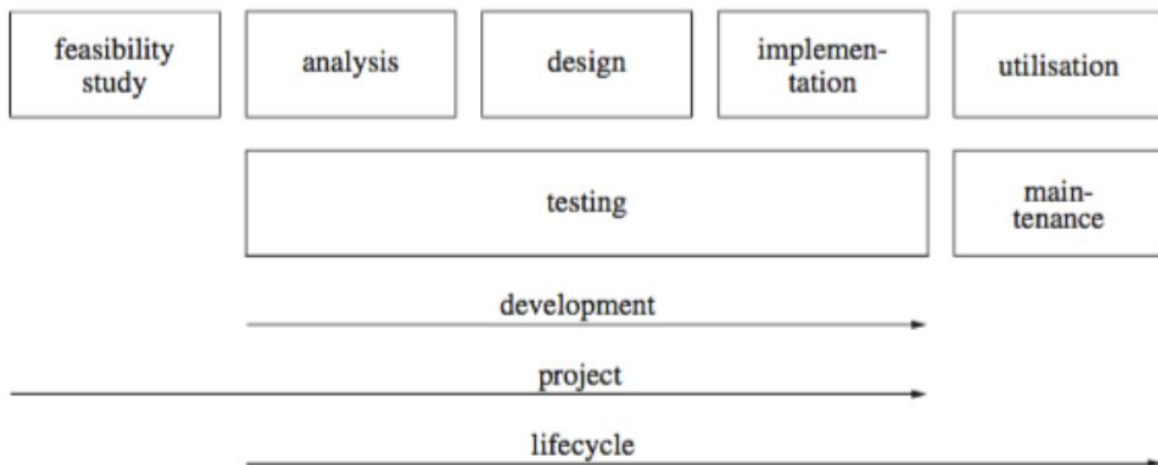 feasibility
study
analysis
design
implemen-
tation
utilisation
testing
main-
tenance
development
project
lifecycle